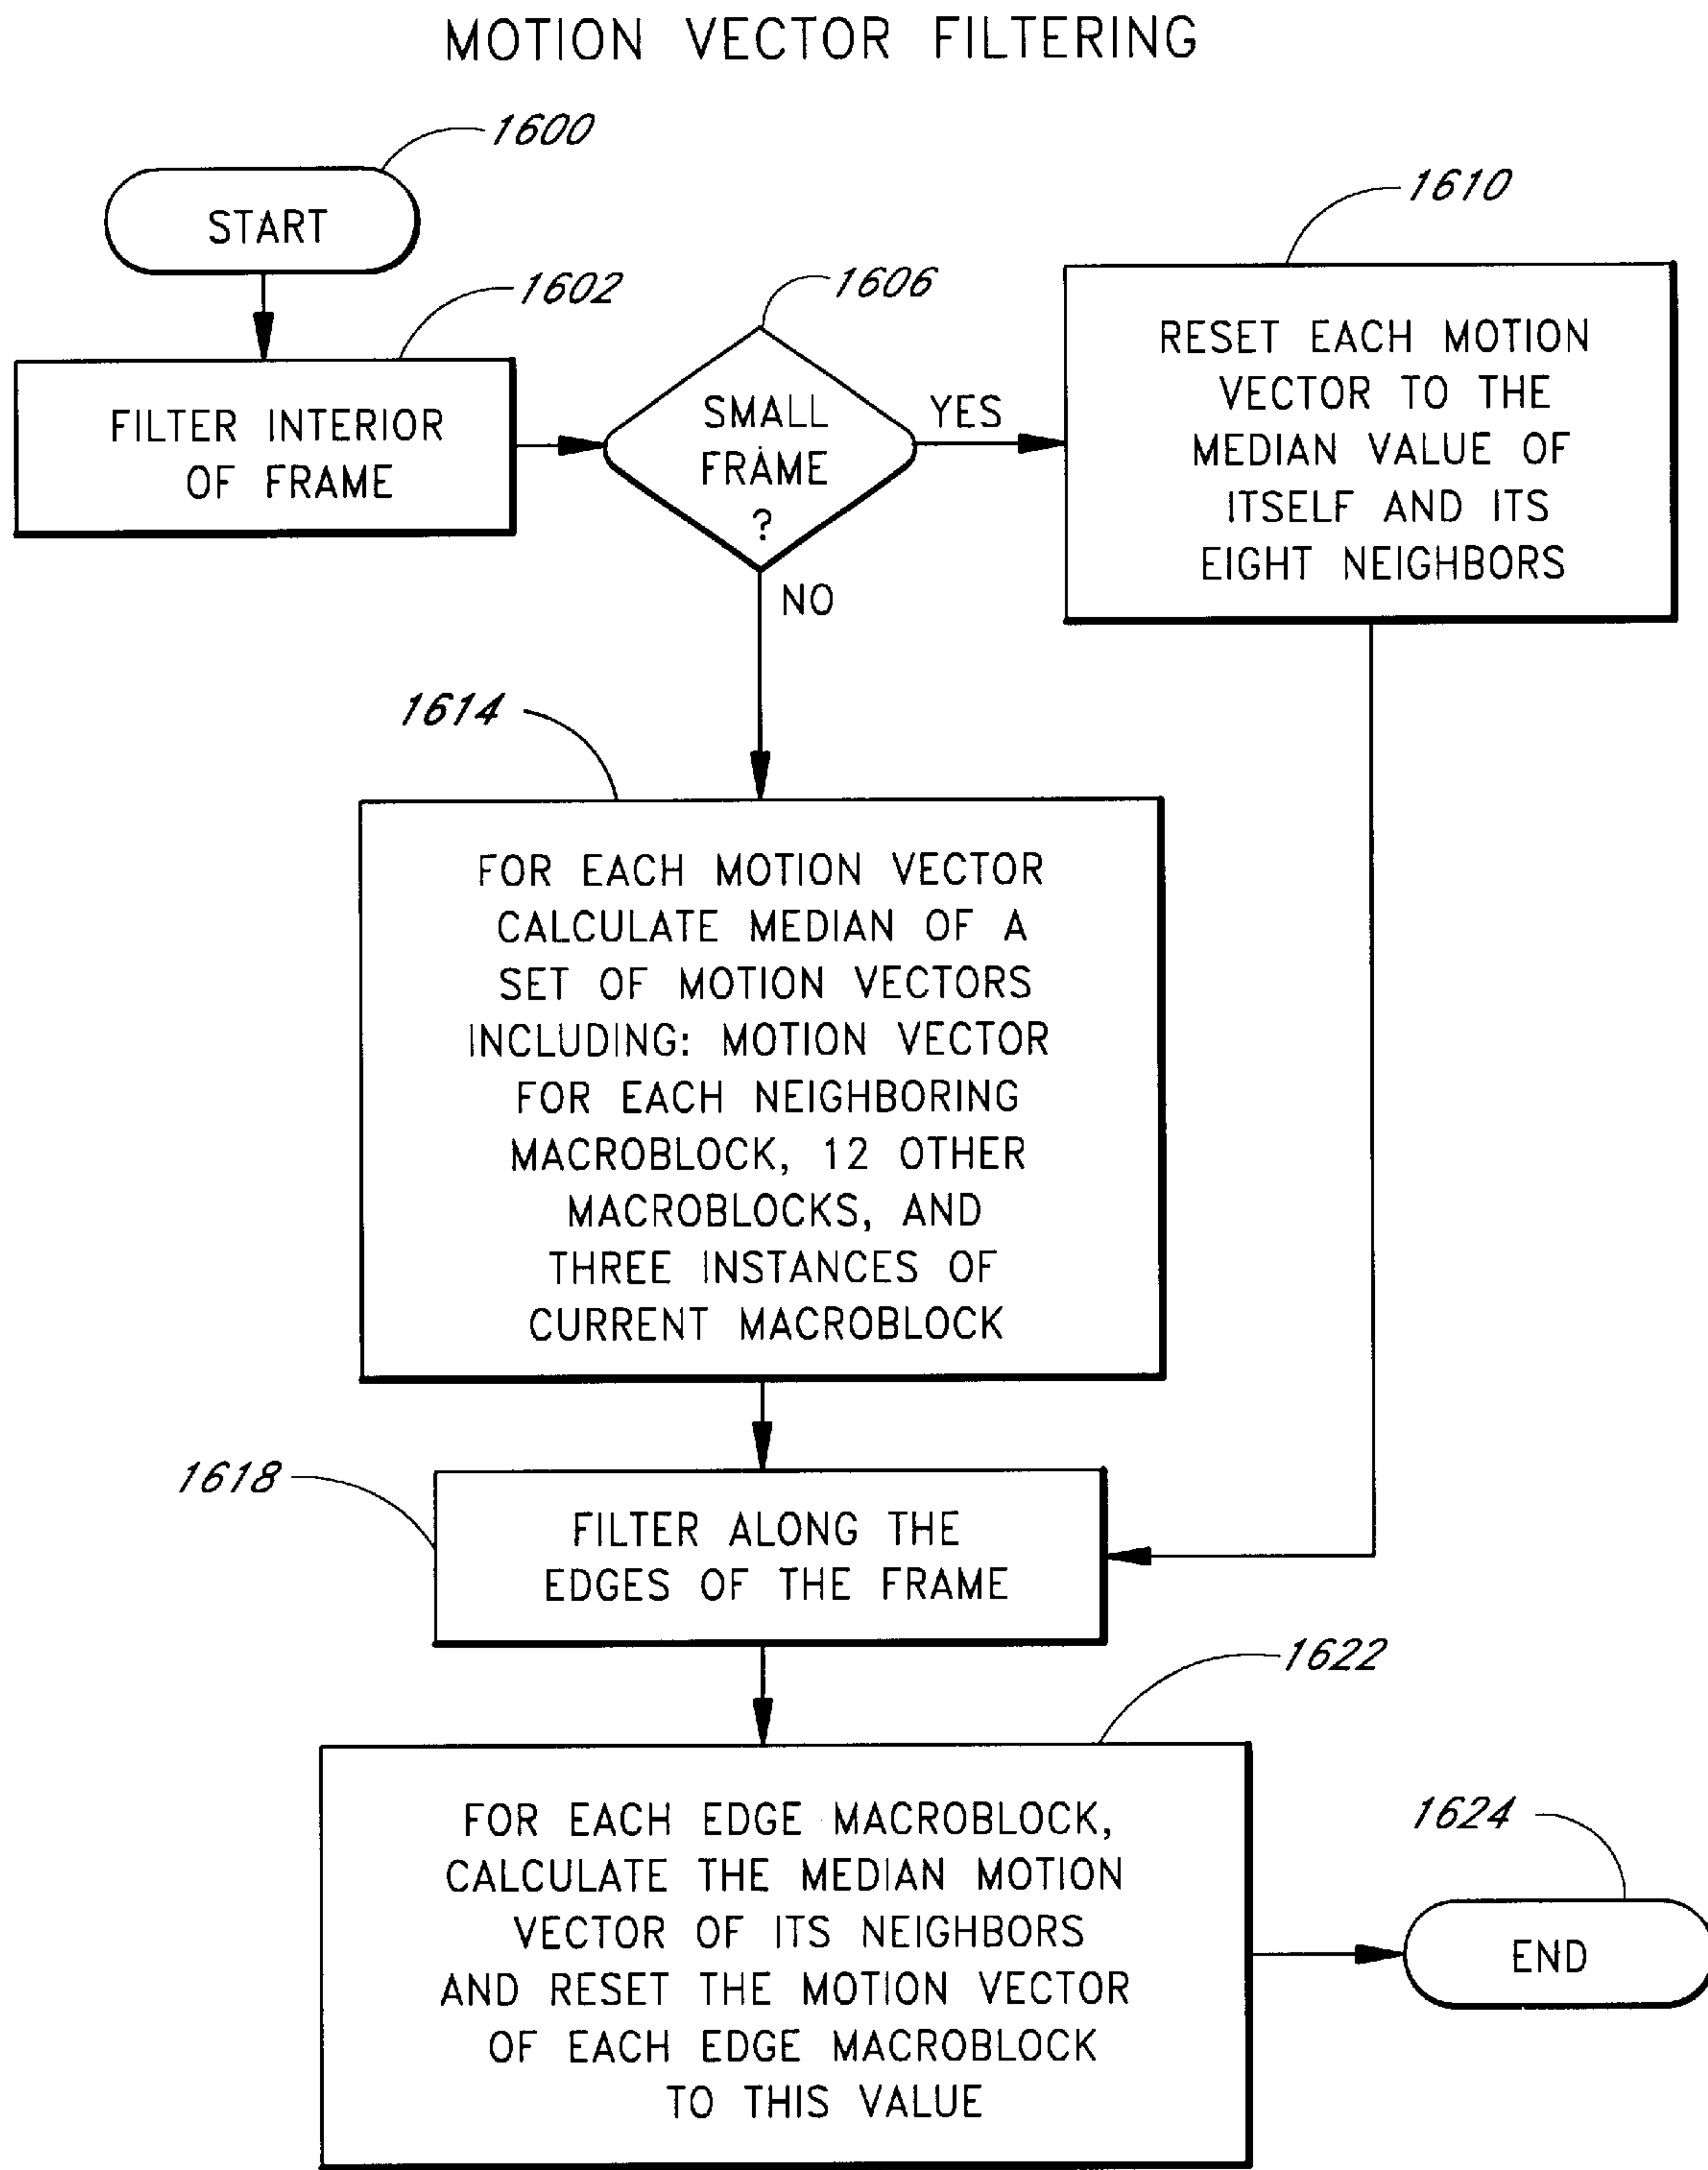 MOTION VECTOR FILTERING
1600
START
1602
FILTER INTERIOR
OF FRAME
1606
SMALL
FRAME
?
YES
NO
1610
RESET EACH MOTION
VECTOR TO THE
MEDIAN VALUE OF
ITSELF AND ITS
EIGHT NEIGHBORS
1614
FOR EACH MOTION VECTOR
CALCULATE MEDIAN OF A
SET OF MOTION VECTORS
INCLUDING: MOTION VECTOR
FOR EACH NEIGHBORING
MACROBLOCK, 12 OTHER
MACROBLOCKS, AND
THREE INSTANCES OF
CURRENT MACROBLOCK
1618
FILTER ALONG THE
EDGES OF THE FRAME
1622
FOR EACH EDGE MACROBLOCK,
CALCULATE THE MEDIAN MOTION
VECTOR OF ITS NEIGHBORS
AND RESET THE MOTION VECTOR
OF EACH EDGE MACROBLOCK
TO THIS VALUE
1624
END